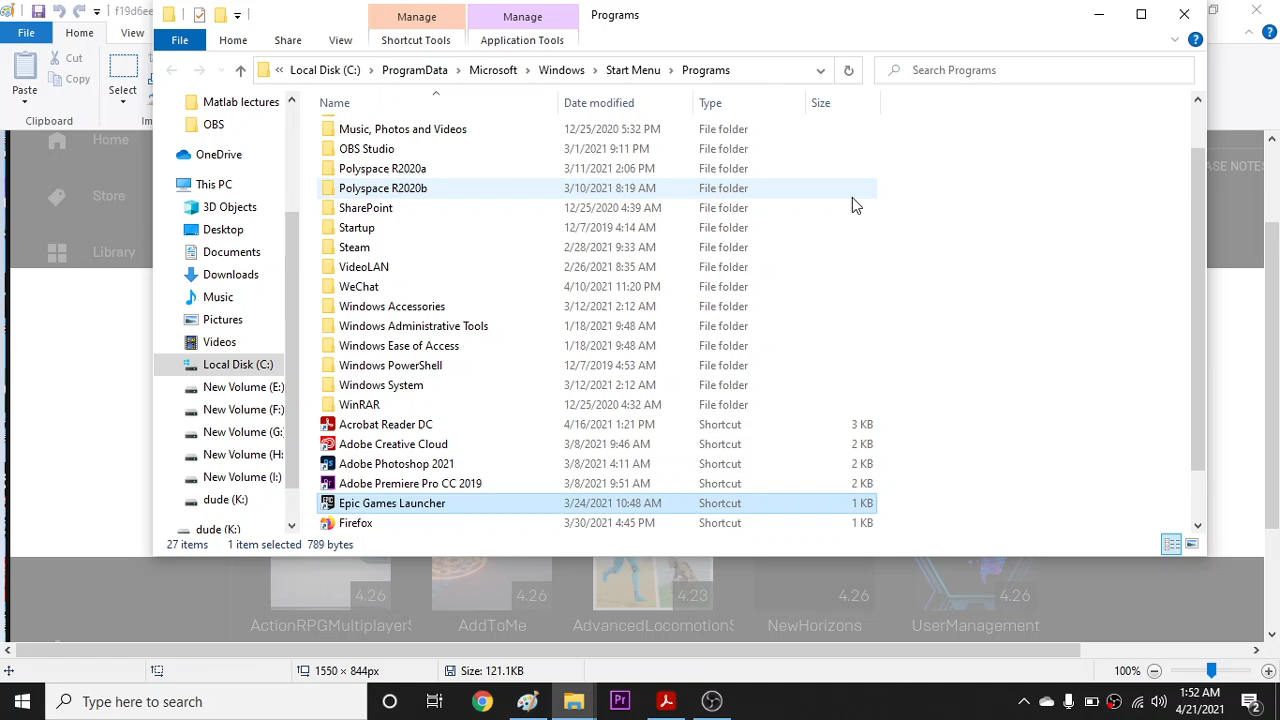 Manage
Manage
Programs
File
Home
Share
View
Shortcut Tools
Application Tools
File
Home
View
Paste
Cut
Copy
Select
Clipboard
Local Disk (C:)
ProgramData
Microsoft
Windows
Start Menu
Programs
Search Programs
Name
Date modified
Type
Size
Home
Store
Library
Matlab lectures
OBS
OneDrive
This PC
3D Objects
Desktop
Documents
Downloads
Music
Pictures
Videos
Local Disk (C:)
New Volume (E:)
New Volume (F:)
New Volume (G:
New Volume (H:
New Volume (I:)
dude (K:)
dude (K:)
Music, Photos and Videos 12/25/2020 5:32 PM File folder
OBS Studio 3/1/2021 9:11 PM File folder
Polyspace R2020a 3/11/2021 2:06 PM File folder
Polyspace R2020b 3/10/2021 8:19 AM File folder
SharePoint 12/25/2020 4:39 AM File folder
Startup 12/7/2019 4:14 AM File folder
Steam 2/28/2021 9:33 AM File folder
VideoLAN 2/26/2021 8:35 AM File folder
WeChat 4/10/2021 11:20 PM File folder
Windows Accessories 3/12/2021 2:12 AM File folder
Windows Administrative Tools 1/18/2021 9:48 AM File folder
Windows Ease of Access 1/18/2021 9:48 AM File folder
Windows PowerShell 12/7/2019 4:53 AM File folder
Windows System 3/12/2021 2:12 AM File folder
WinRAR 12/25/2020 4:32 AM File folder
Acrobat Reader DC 4/16/2021 1:21 PM Shortcut 3 KB
Adobe Creative Cloud 3/8/2021 9:46 AM Shortcut 2 KB
Adobe Photoshop 2021 3/8/2021 4:11 AM Shortcut 2 KB
Adobe Premiere Pro CC 2019 3/8/2021 9:51 AM Shortcut 2 KB
Epic Games Launcher 3/24/2021 10:48 AM Shortcut 1 KB
Firefox 3/30/2021 4:45 PM Shortcut 1 KB
27 items 1 item selected 789 bytes
ASE NOTES
4.26
4.26
4.23
4.26
4.26
ActionRPGMultiplayerS
AddToMe
AdvancedLocomotionS
NewHorizons
UserManagement
1550 × 844px
Size: 121.1KB
100%
Type here to search
1:52 AM
4/21/2021
2